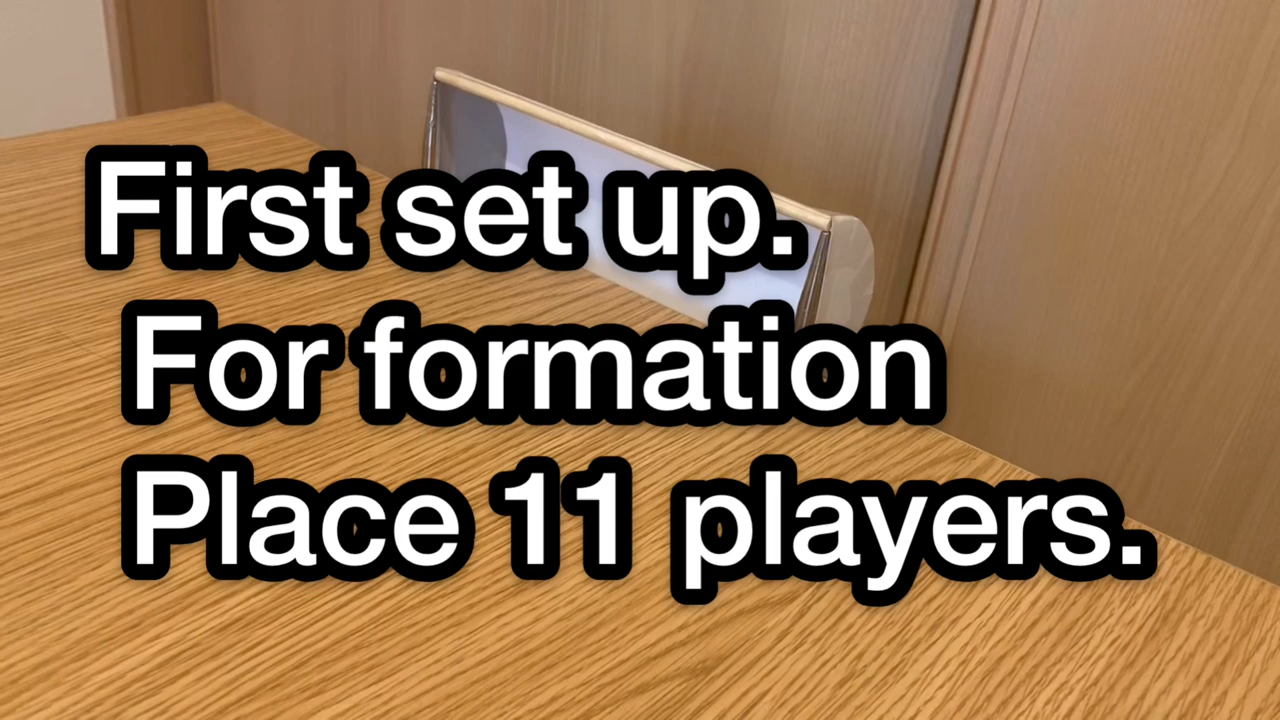 First set up.
For formation
Place 11 players.